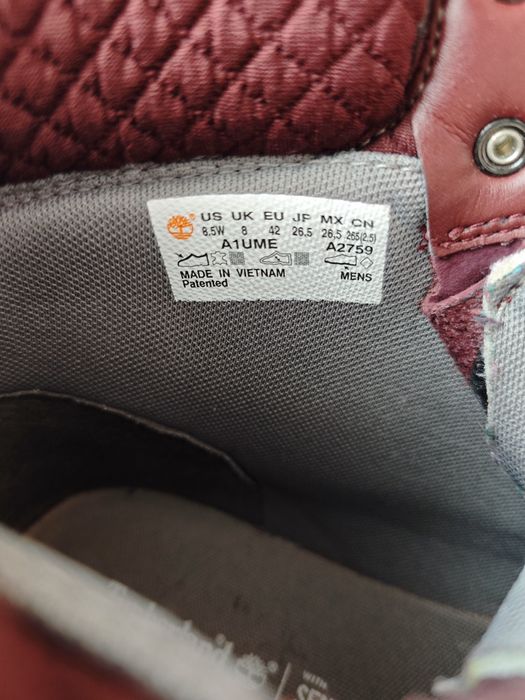 US UK EU JP MX CN
8.5W 8 42 26.5 26.5 265(2.5)
A1UME A2759
MADE IN VIETNAM MENS
Patented
WITH